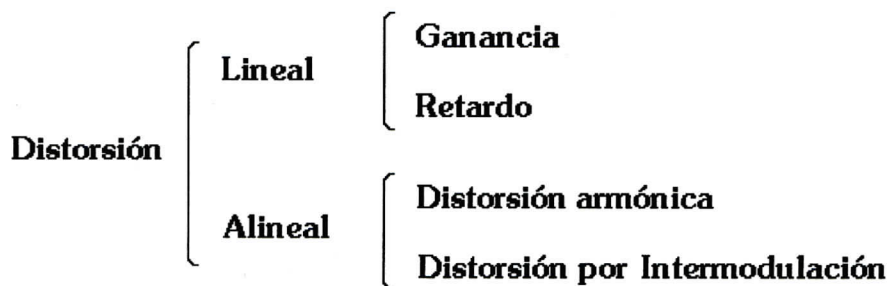 Distorsión
Lineal
Ganancia
Retardo
Alineal
Distorsión armónica
Distorsión por Intermodulación